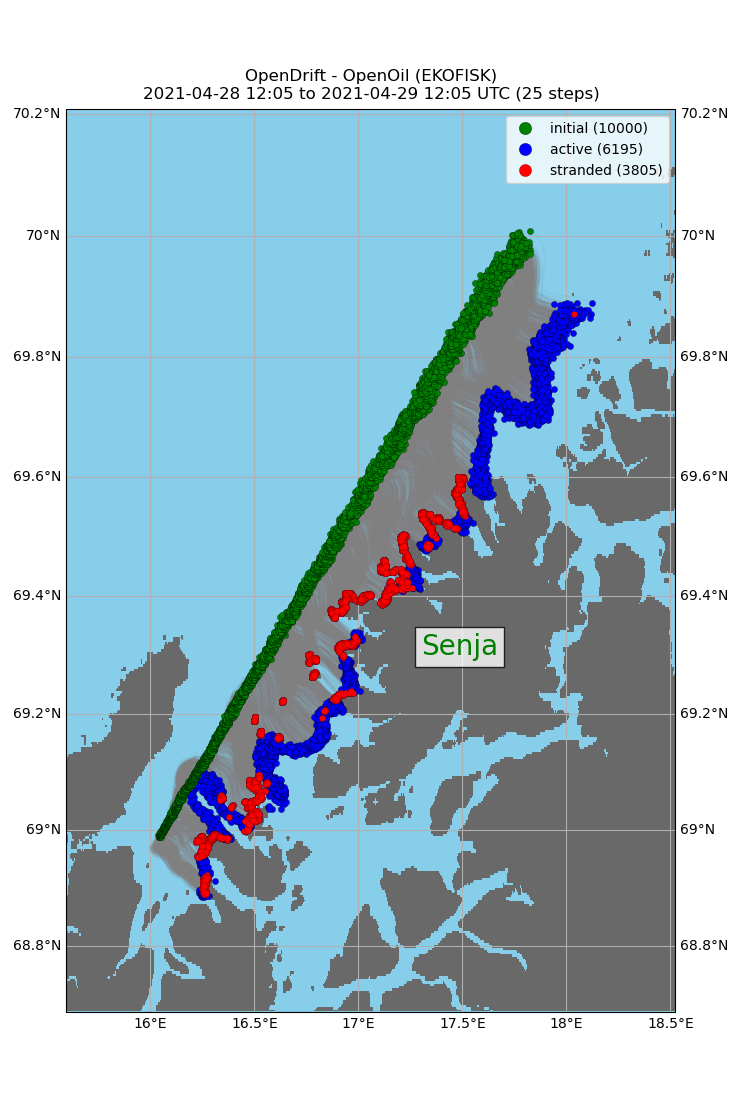 OpenDrift - OpenOil (EKOFISK)
2021-04-28 12:05 to 2021-04-29 12:05 UTC (25 steps)
70.2°N
70.2°N
initial (10000)
active (6195)
stranded (3805)
70°N
70°N
69.8°N
69.8°N
69.6°N
69.6°N
69.4°N
69.4°N
Senja
69.2°N
69.2°N
69°N
69°N
68.8°N
68.8°N
16°E
16.5°E
17°E
17.5°E
18°E
18.5°E